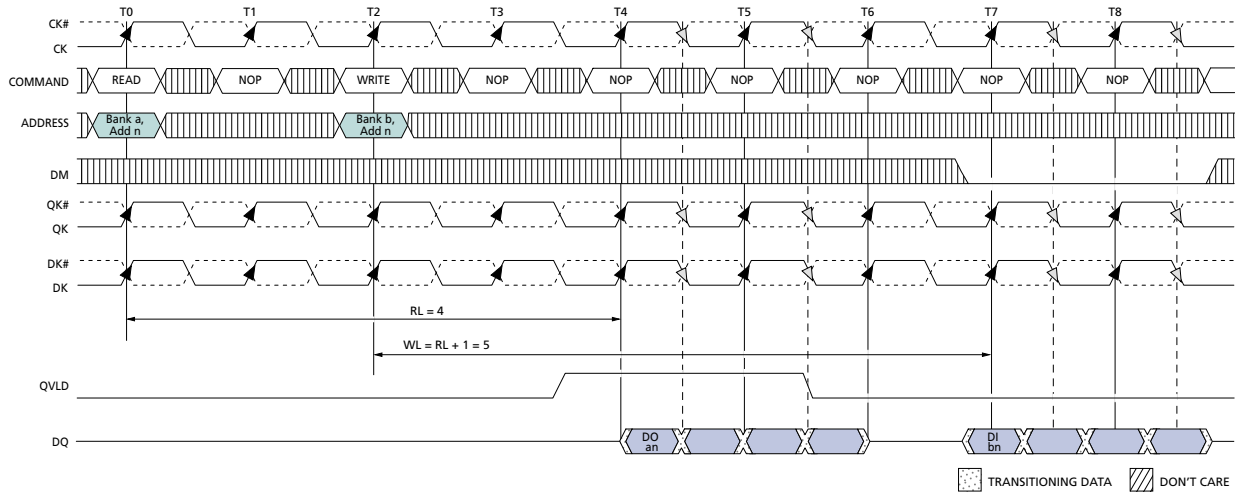 T0 T1 T2 T3 T4 T5 T6 T7 T8
CK#
CK
COMMAND READ NOP WRITE NOP NOP NOP NOP NOP NOP
ADDRESS Bank a, Add n Bank b, Add n
DM
QK#
QK
DK#
DK
RL = 4
WL = RL + 1 = 5
QVLD
DQ DO an DI bn
TRANSITIONING DATA DON'T CARE